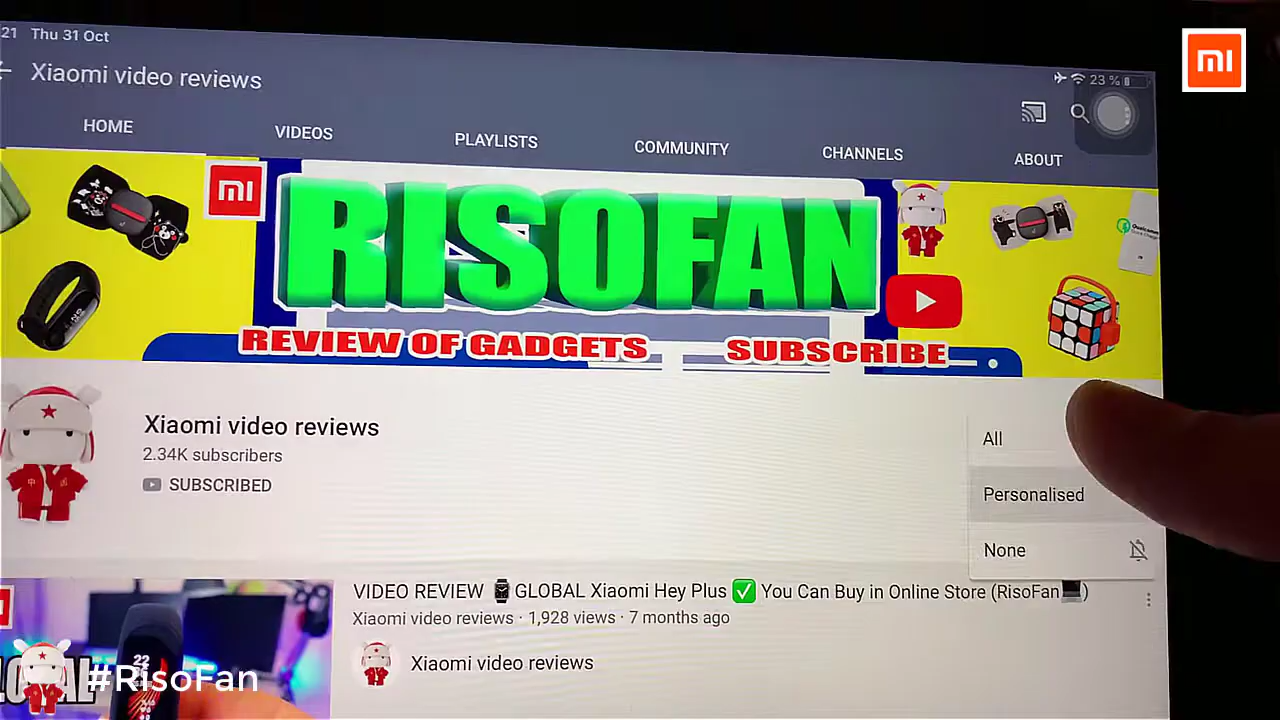 21 Thu 31 Oct
Xiaomi video reviews
23 %
HOME
VIDEOS
PLAYLISTS
COMMUNITY
CHANNELS
ABOUT
mi
mi
RISOFAN
REVIEW OF GADGETS
SUBSCRIBE
Xiaomi video reviews
2.34K subscribers
SUBSCRIBED
All
Personalised
None
VIDEO REVIEW ⌚GLOBAL Xiaomi Hey Plus ✅ You Can Buy in Online Store (RisoFan💻)
Xiaomi video reviews · 1,928 views · 7 months ago
Xiaomi video reviews
#RisoFan